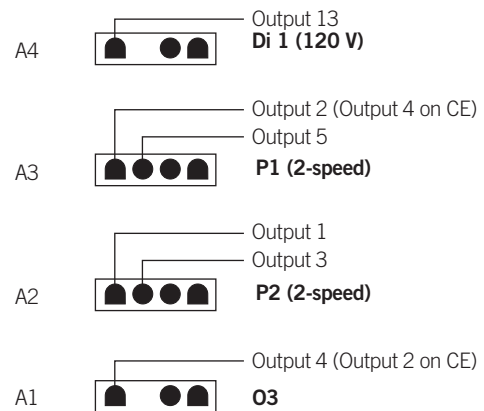 Output 13
A4 Di 1 (120 V)
Output 2 (Output 4 on CE)
Output 5
A3 P1 (2-speed)
Output 1
Output 3
A2 P2 (2-speed)
Output 4 (Output 2 on CE)
A1 O3